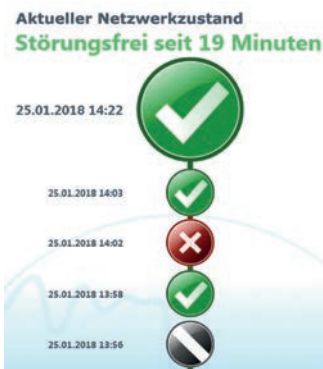 Aktueller Netzwerkzustand
Störungsfrei seit 19 Minuten
25.01.2018 14:22
25.01.2018 14:03
25.01.2018 14:02
25.01.2018 13:58
25.01.2018 13:56